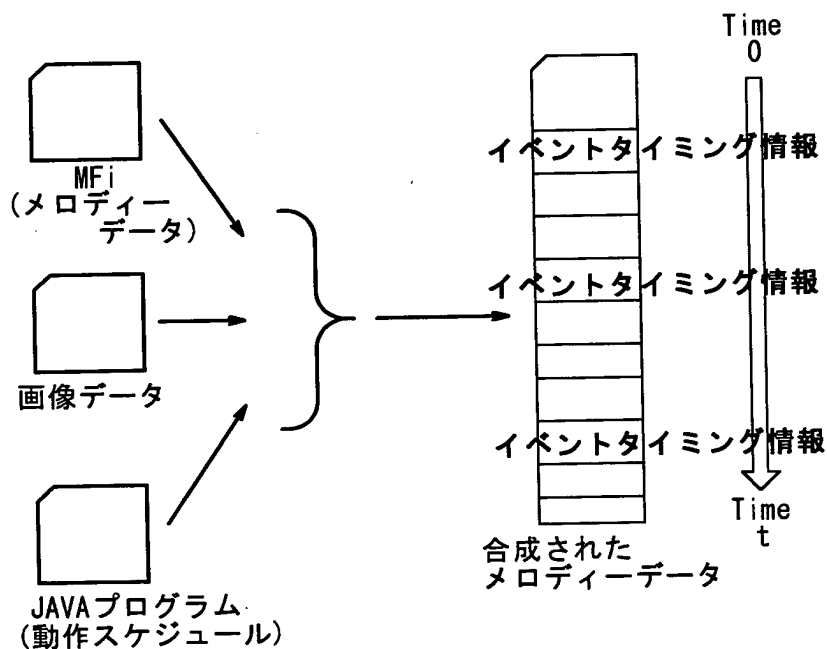 MFi
(メロディー
データ)
画像データ
JAVAプログラム
(動作スケジュール)
イベントタイミング情報
イベントタイミング情報
イベントタイミング情報
合成された
メロディーデータ
Time
0
Time
t